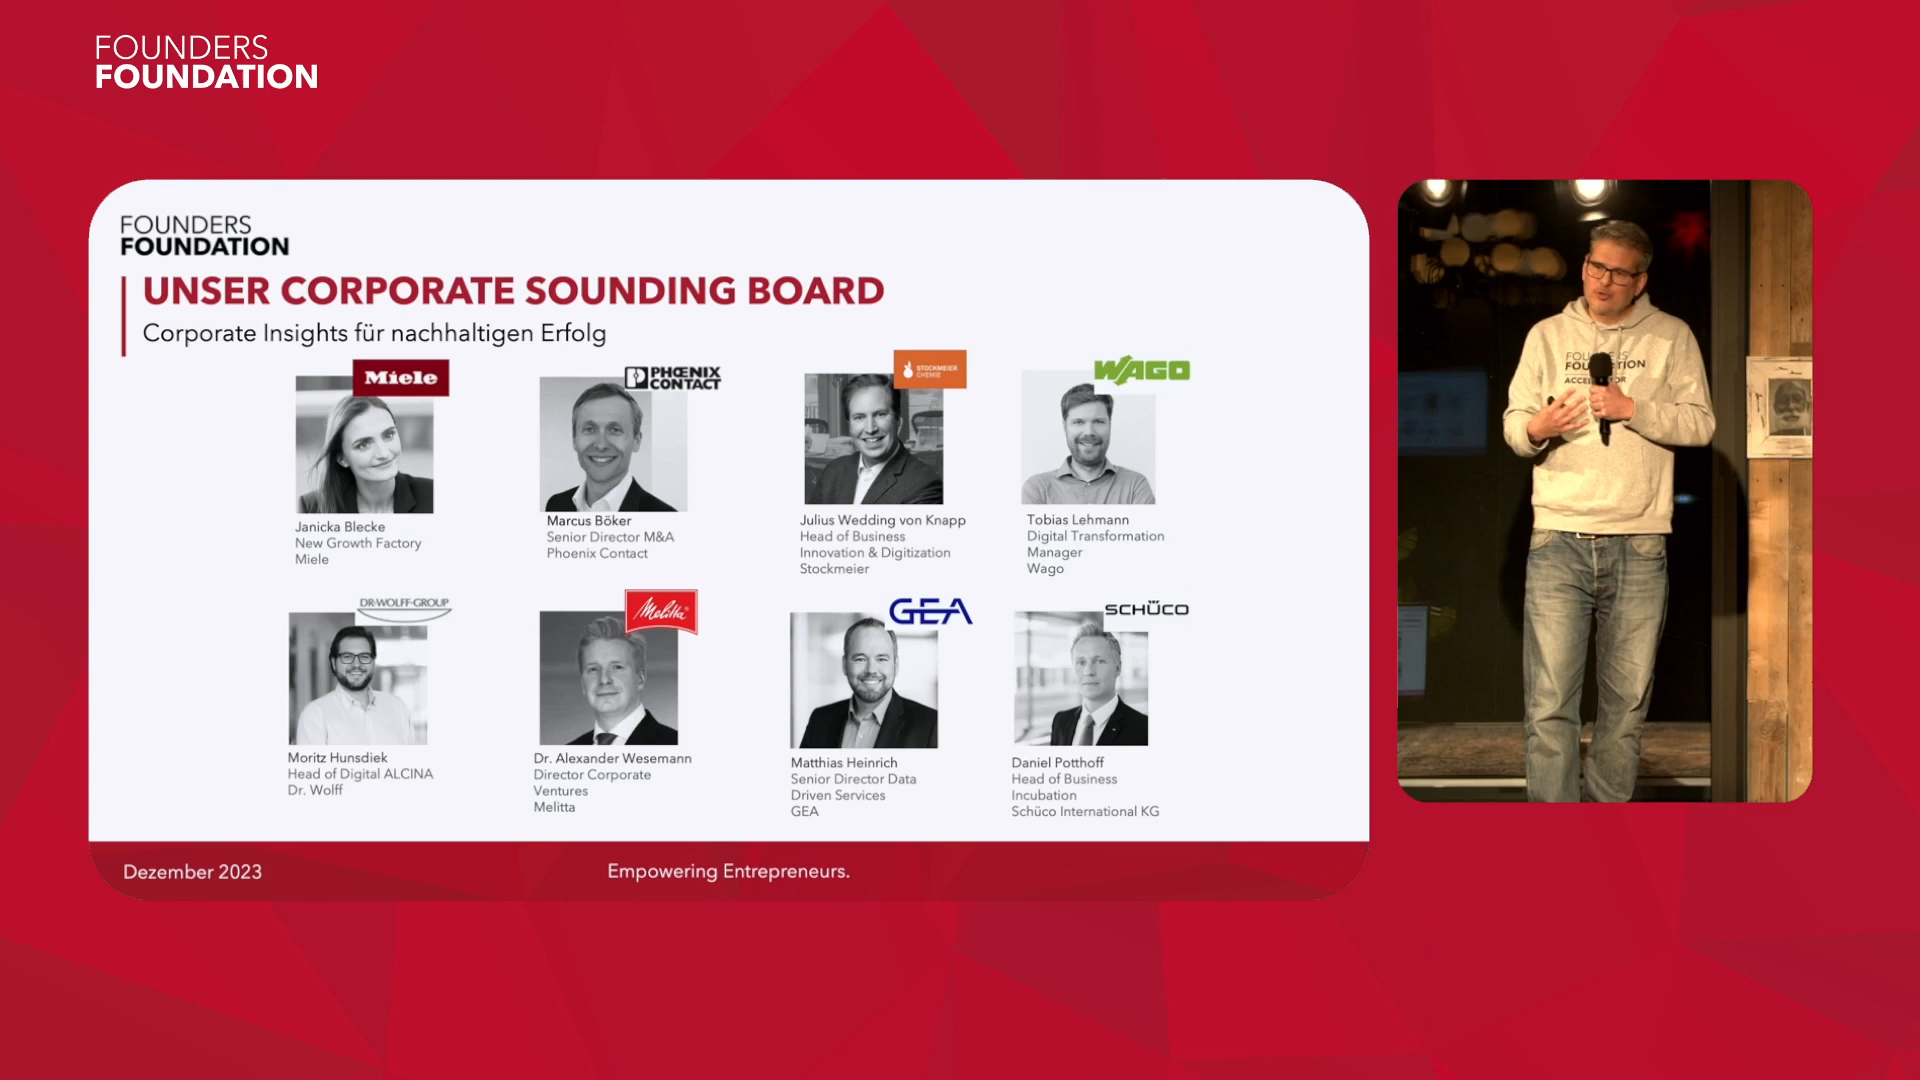 FOUNDERS
FOUNDATION
FOUNDERS
FOUNDATION
UNSER CORPORATE SOUNDING BOARD
Corporate Insights für nachhaltigen Erfolg
Miele
Janicka Blecke
New Growth Factory
Miele
PHŒNIX
CONTACT
Marcus Böker
Senior Director M&A
Phoenix Contact
STOCKMEIER
CHEMIE
Julius Wedding von Knapp
Head of Business
Innovation & Digitization
Stockmeier
WAGO
Tobias Lehmann
Digital Transformation
Manager
Wago
DR·WOLFF·GROUP
Moritz Hunsdiek
Head of Digital ALCINA
Dr. Wolff
Melitta®
Dr. Alexander Wesemann
Director Corporate
Ventures
Melitta
GEA
Matthias Heinrich
Senior Director Data
Driven Services
GEA
SCHÜCO
Daniel Potthoff
Head of Business
Incubation
Schüco International KG
Dezember 2023
Empowering Entrepreneurs.